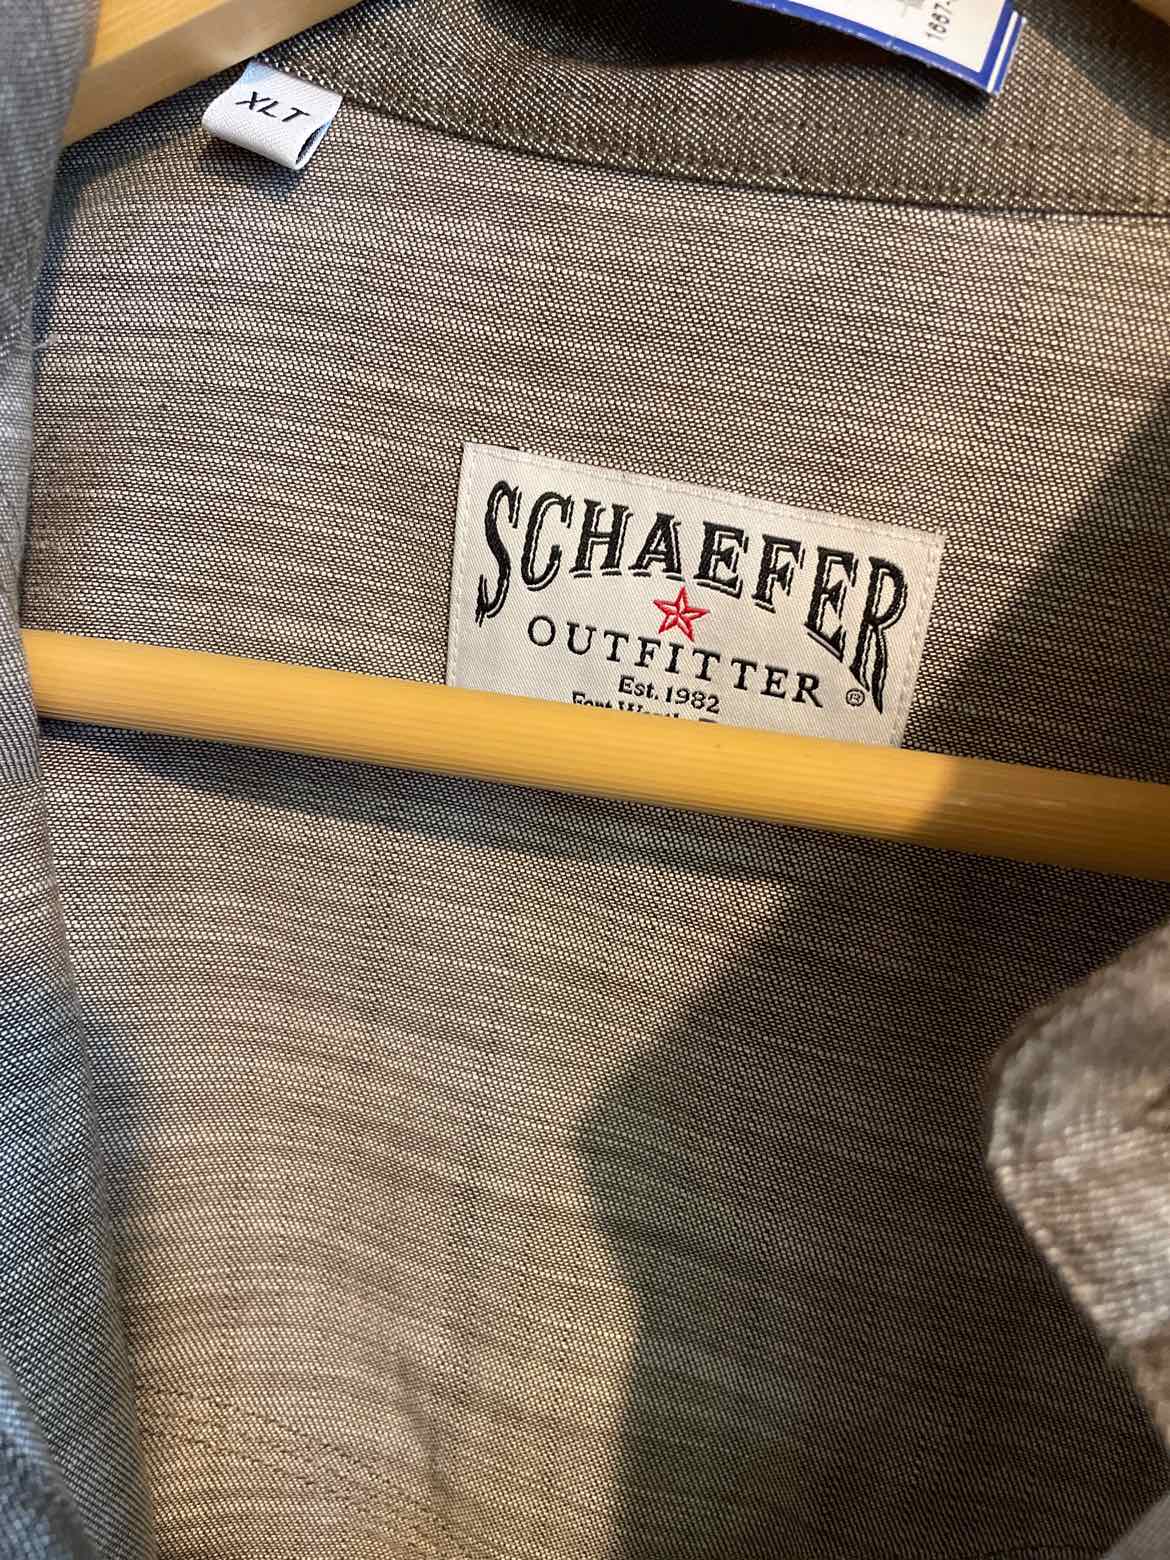 XLT
SCHAEFER
OUTFITTER ®
Est. 1982